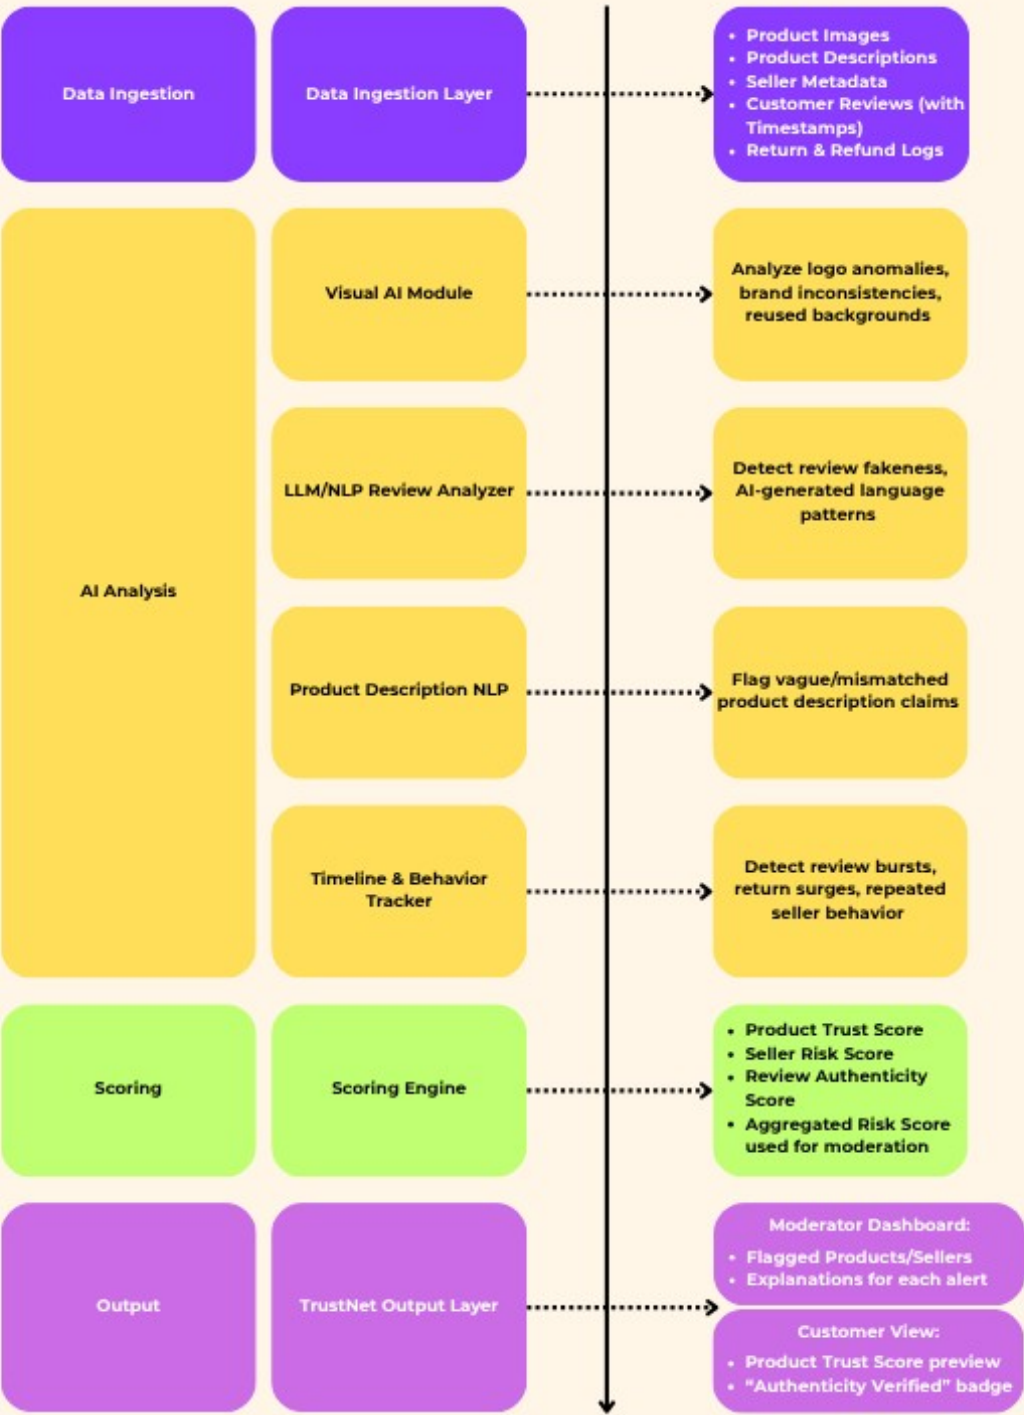 Data Ingestion
Data Ingestion Layer
• Product Images
• Product Descriptions
• Seller Metadata
• Customer Reviews (with
Timestamps)
• Return & Refund Logs
AI Analysis
Visual AI Module
Analyze logo anomalies,
brand inconsistencies,
reused backgrounds
LLM/NLP Review Analyzer
Detect review fakeness,
AI-generated language
patterns
Product Description NLP
Flag vague/mismatched
product description claims
Timeline & Behavior
Tracker
Detect review bursts,
return surges, repeated
seller behavior
Scoring
Scoring Engine
• Product Trust Score
• Seller Risk Score
• Review Authenticity
Score
• Aggregated Risk Score
used for moderation
Output
TrustNet Output Layer
Moderator Dashboard:
• Flagged Products/Sellers
• Explanations for each alert
Customer View:
• Product Trust Score preview
• “Authenticity Verified” badge